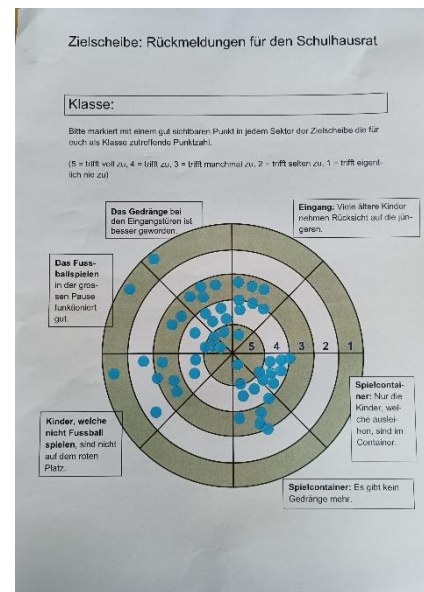 Zielscheibe: Rückmeldungen für den Schulhausrat
Klasse:
Bitte markiert mit einem gut sichtbaren Punkt in jedem Sektor der Zielscheibe die für
euch als Klasse zutreffende Punktzahl.
(5 = trifft voll zu, 4 = trifft zu, 3 = trifft manchmal zu, 2 = trifft selten zu, 1 = trifft eigent-
lich nie zu)
Das Gedränge bei
den Eingangstüren ist
besser geworden.
Eingang: Viele ältere Kinder
nehmen Rücksicht auf die jün-
geren.
Das Fuss-
ballspielen
in der gros-
sen Pause
funktioniert
gut.
5 4 3 2 1
Spielcontai-
ner: Nur die
Kinder, wel-
che auslei-
hen, sind im
Container.
Kinder, welche
nicht Fussball
spielen, sind nicht
auf dem roten
Platz.
Spielcontainer: Es gibt kein
Gedränge mehr.